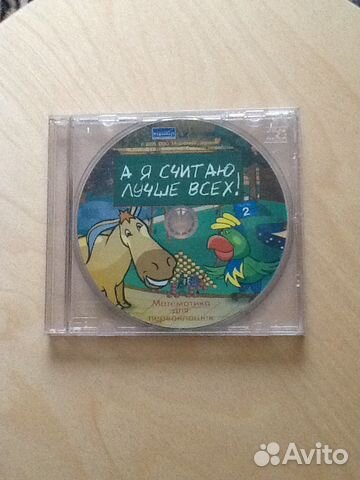 А Я СЧИТАЮ
ЛУЧШЕ ВСЕХ!
2
Математика
для
первоклашек
Avito